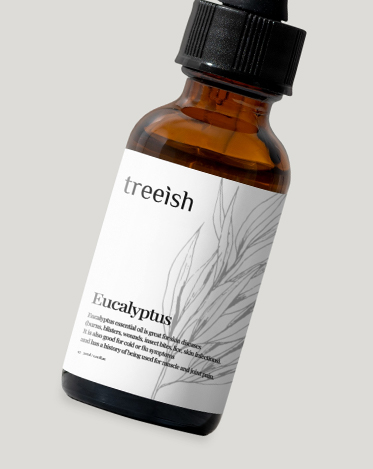 treeish
Eucalyptus
Eucalyptus essential oil is great for skin diseases
(burns, blisters, wounds, insect bites, lice, skin infections).
It is also good for cold or flu symptoms
and has a history of being used for muscle and joint pain.